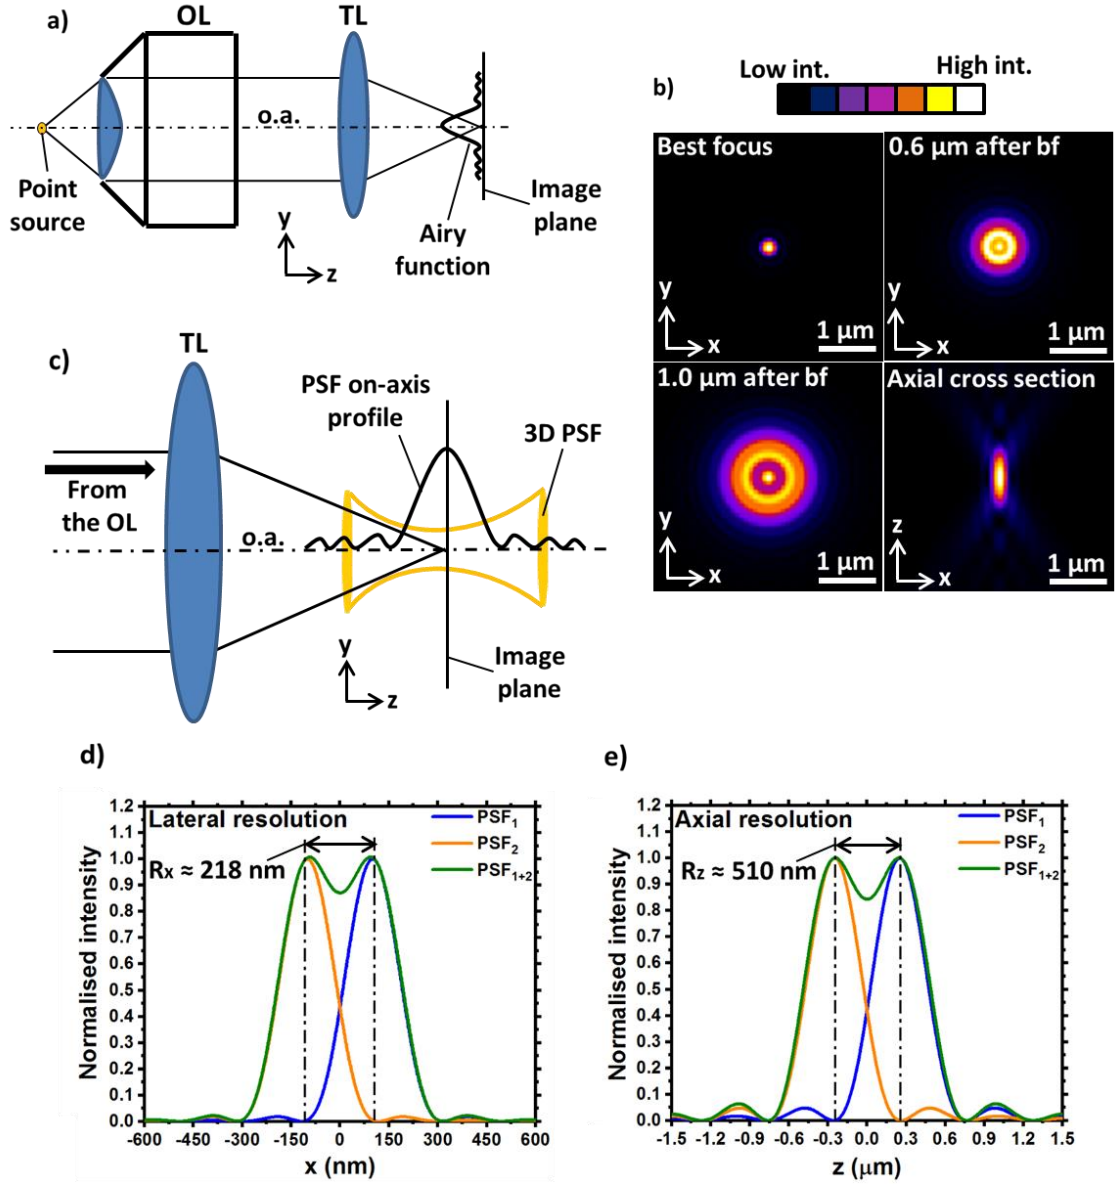 a)
OL
TL
o.a.
Point
source
Image
plane
Airy
function
y
z
b)
Low int.
High int.
Best focus
y
x
1 µm
0.6 µm after bf
y
x
1 µm
1.0 µm after bf
y
x
1 µm
Axial cross section
z
x
1 µm
c)
TL
PSF on-axis
profile
3D PSF
From
the OL
o.a.
y
z
Image
plane
d)
Lateral resolution
Rx ≈ 218 nm
PSF1
PSF2
PSF1+2
Normalised intensity
1.2
1.1
1.0
0.9
0.8
0.7
0.6
0.5
0.4
0.3
0.2
0.1
0.0
-600 -450 -300 -150 0 150 300 450 600
x (nm)
e)
Axial resolution
Rz ≈ 510 nm
PSF1
PSF2
PSF1+2
Normalised intensity
1.2
1.1
1.0
0.9
0.8
0.7
0.6
0.5
0.4
0.3
0.2
0.1
0.0
-1.5 -1.2 -0.9 -0.6 -0.3 0.0 0.3 0.6 0.9 1.2 1.5
z (µm)